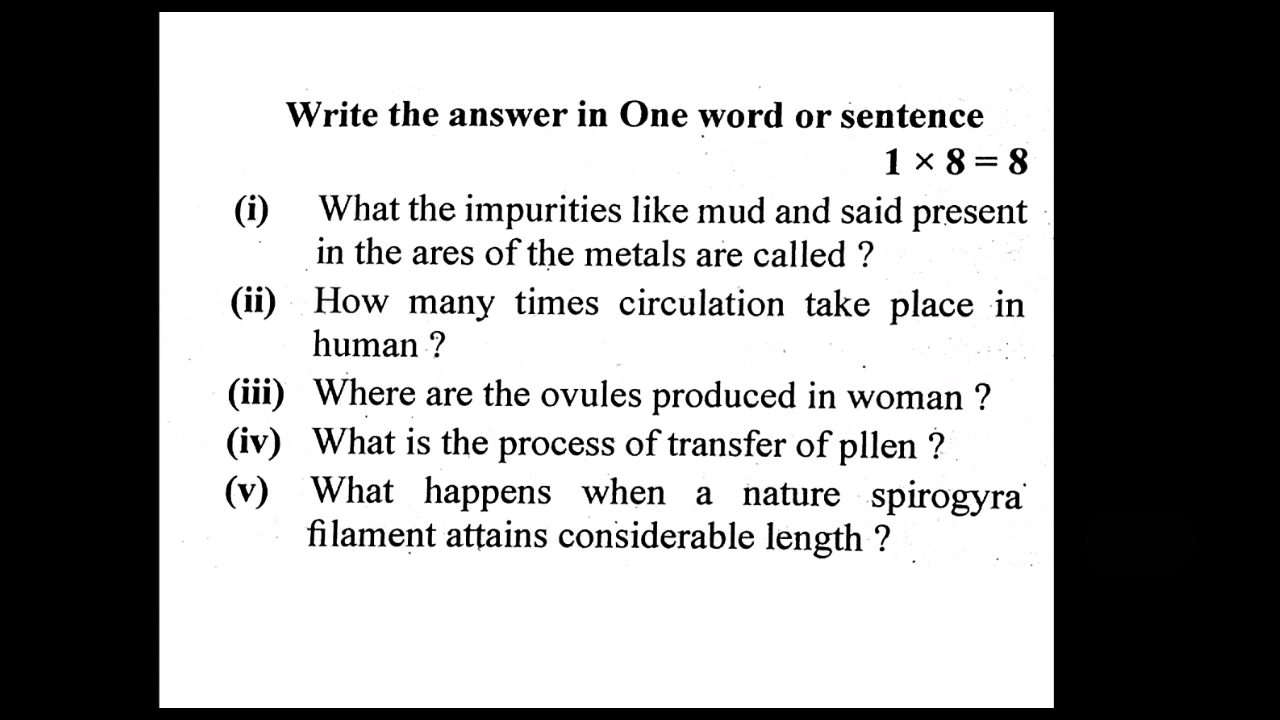 Write the answer in One word or sentence
1 × 8 = 8
(i) What the impurities like mud and said present
in the ares of the metals are called ?
(ii) How many times circulation take place in
human ?
(iii) Where are the ovules produced in woman ?
(iv) What is the process of transfer of pllen ?
(v) What happens when a nature spirogyra
filament attains considerable length ?